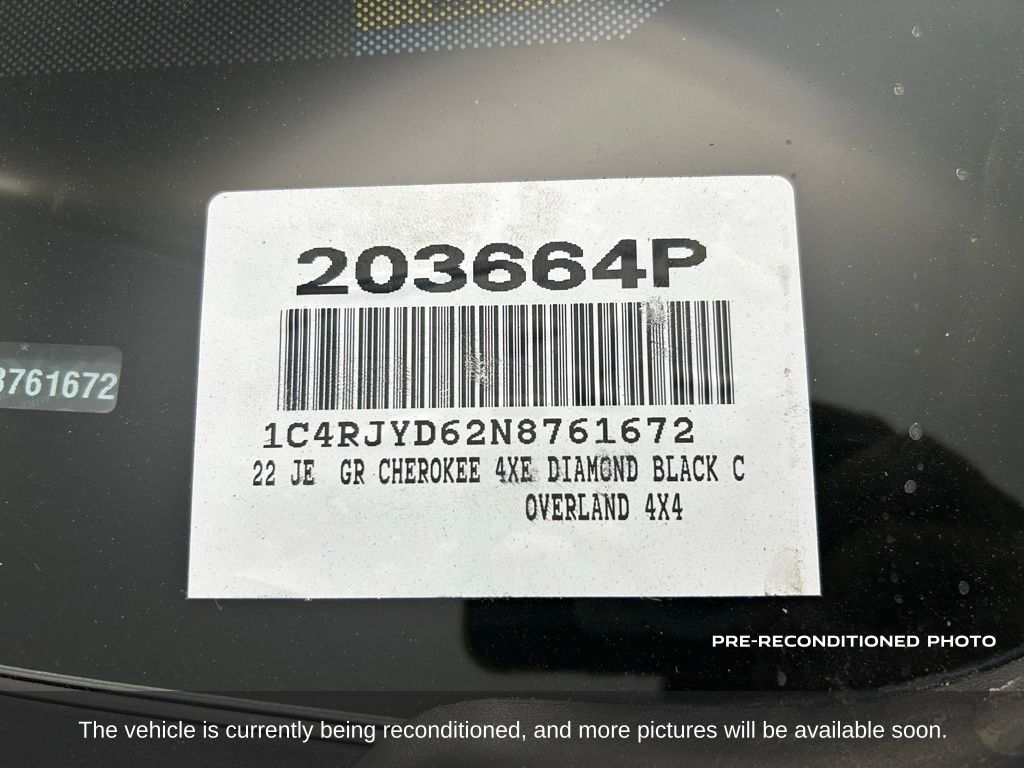 203664P
8761672
1C4RJYD62N8761672
22 JE GR CHEROKEE 4XE DIAMOND BLACK C
OVERLAND 4X4
PRE-RECONDITIONED PHOTO
The vehicle is currently being reconditioned, and more pictures will be available soon.